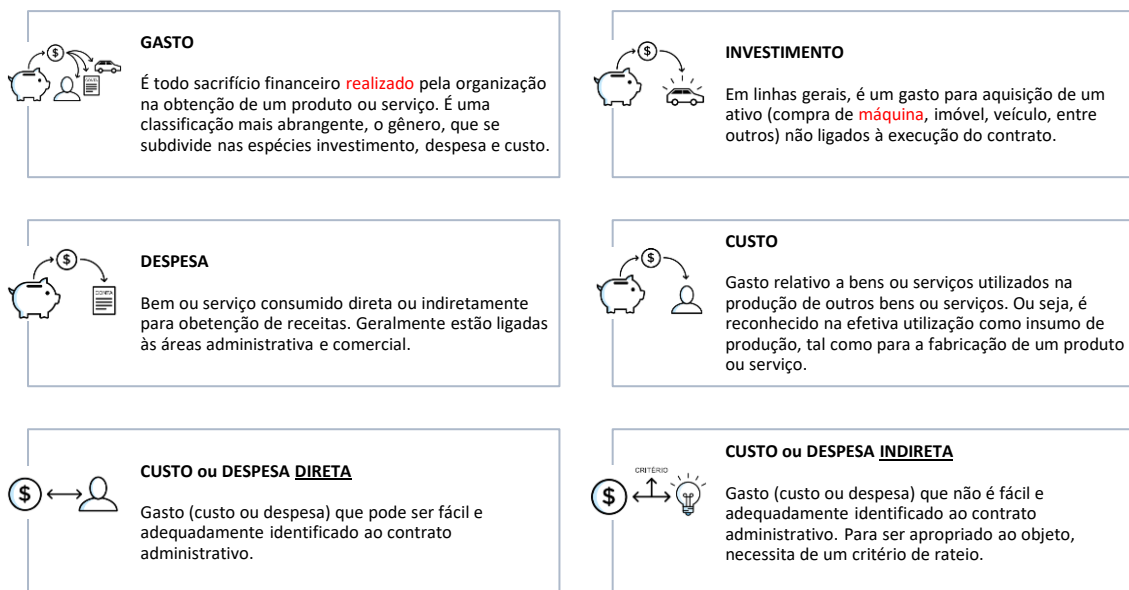 GASTO
É todo sacrifício financeiro realizado pela organização
na obtenção de um produto ou serviço. É uma
classificação mais abrangente, o gênero, que se
subdivide nas espécies investimento, despesa e custo.
INVESTIMENTO
Em linhas gerais, é um gasto para aquisição de um
ativo (compra de máquina, imóvel, veículo, entre
outros) não ligados à execução do contrato.
DESPESA
CONTA
Bem ou serviço consumido direta ou indiretamente
para obetenção de receitas. Geralmente estão ligadas
às áreas administrativa e comercial.
CUSTO
Gasto relativo a bens ou serviços utilizados na
produção de outros bens ou serviços. Ou seja, é
reconhecido na efetiva utilização como insumo de
produção, tal como para a fabricação de um produto
ou serviço.
CUSTO ou DESPESA DIRETA
Gasto (custo ou despesa) que pode ser fácil e
adequadamente identificado ao contrato
administrativo.
CUSTO ou DESPESA INDIRETA
CRITÉRIO
Gasto (custo ou despesa) que não é fácil e
adequadamente identificado ao contrato
administrativo. Para ser apropriado ao objeto,
necessita de um critério de rateio.